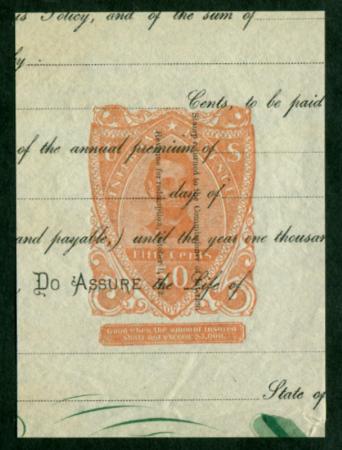 is Policy, and of the sum of
by
Cents, to be paid
of the annual premium of
U S
day of
and payable,) until the year one thousan
Fifty Cents
50
Do Assure the Life of
Good when the amount insured
shall not exceed $5,000.
State of